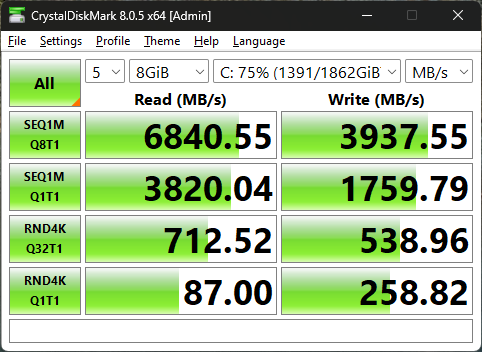 CrystalDiskMark 8.0.5 x64 [Admin]
File Settings Profile Theme Help Language
All 5 8GiB C: 75% (1391/1862GiB) MB/s
Read (MB/s) Write (MB/s)
SEQ1M
Q8T1
6840.55 3937.55
SEQ1M
Q1T1
3820.04 1759.79
RND4K
Q32T1
712.52 538.96
RND4K
Q1T1
87.00 258.82